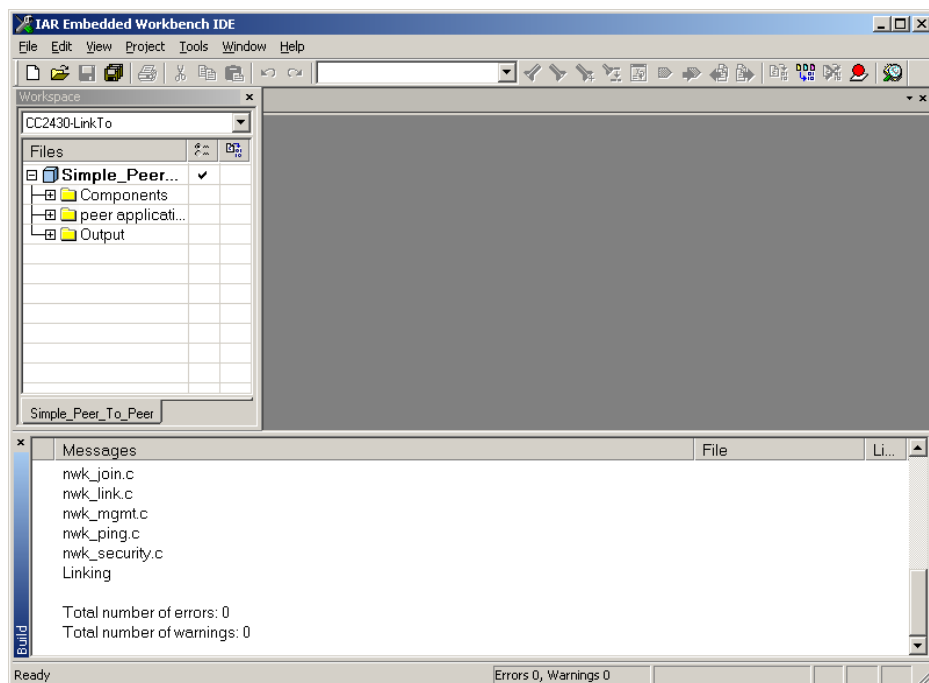 IAR Embedded Workbench IDE
File Edit View Project Tools Window Help
Workspace
CC2430-LinkTo
Files
Simple_Peer...
Components
peer applicati...
Output
Simple_Peer_To_Peer
Messages File Li...
nwk_join.c
nwk_link.c
nwk_mgmt.c
nwk_ping.c
nwk_security.c
Linking
Total number of errors: 0
Total number of warnings: 0
Build
Ready Errors 0, Warnings 0